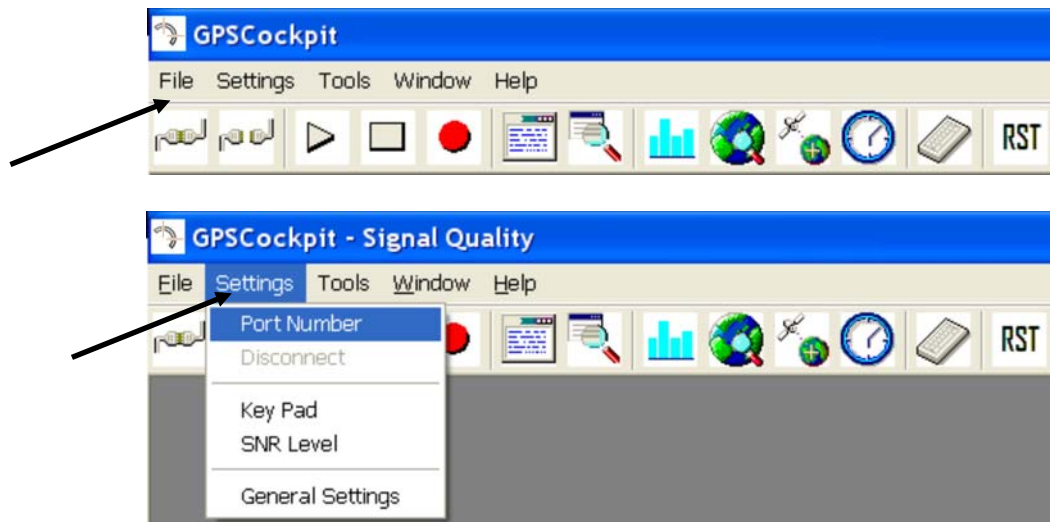 GPSCockpit
File Settings Tools Window Help
RST
GPSCockpit - Signal Quality
File Settings Tools Window Help
RST
Port Number
Disconnect
Key Pad
SNR Level
General Settings